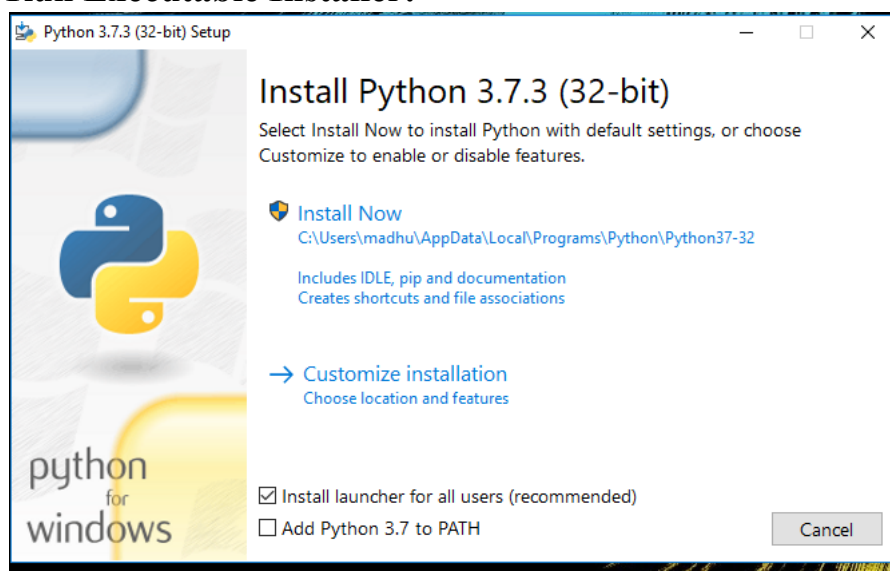 Run Executable Installer:
Python 3.7.3 (32-bit) Setup
Install Python 3.7.3 (32-bit)
Select Install Now to install Python with default settings, or choose
Customize to enable or disable features.
Install Now
C:\Users\madhu\AppData\Local\Programs\Python\Python37-32
Includes IDLE, pip and documentation
Creates shortcuts and file associations
Customize installation
Choose location and features
python
for
windows
Install launcher for all users (recommended)
Add Python 3.7 to PATH
Cancel